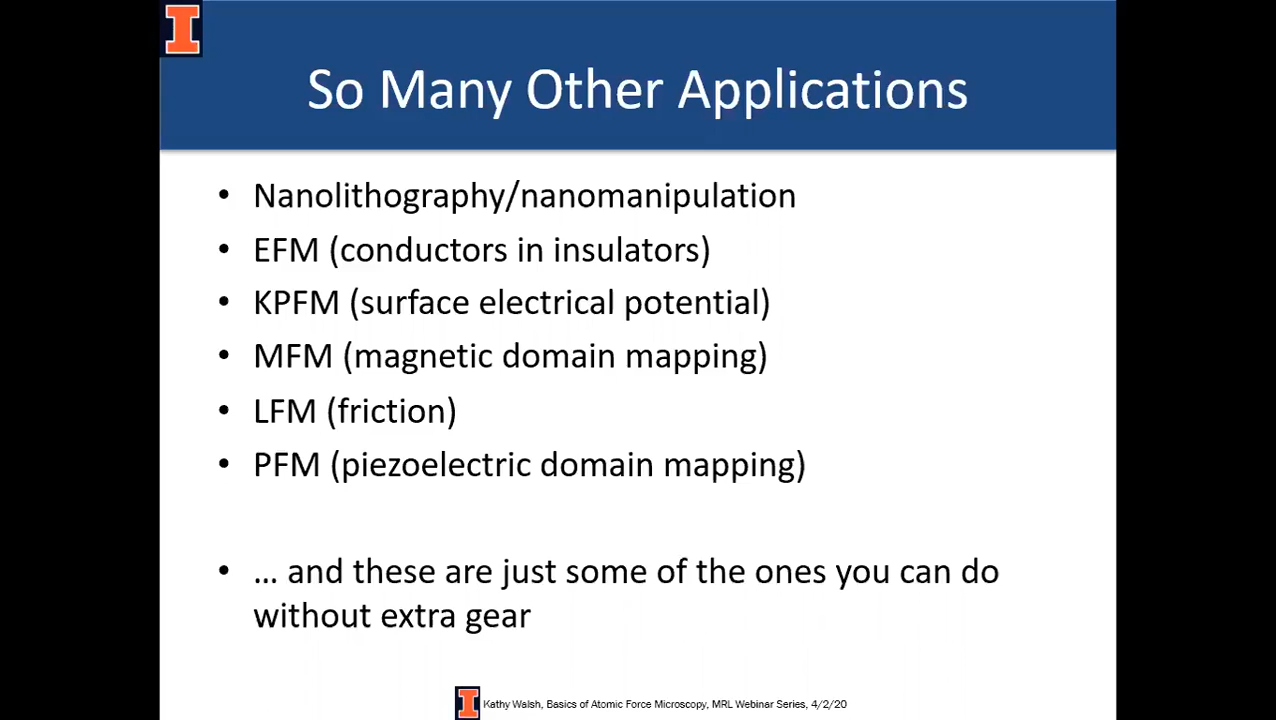 So Many Other Applications
• Nanolithography/nanomanipulation
• EFM (conductors in insulators)
• KPFM (surface electrical potential)
• MFM (magnetic domain mapping)
• LFM (friction)
• PFM (piezoelectric domain mapping)
• … and these are just some of the ones you can do
without extra gear
Kathy Walsh, Basics of Atomic Force Microscopy, MRL Webinar Series, 4/2/20